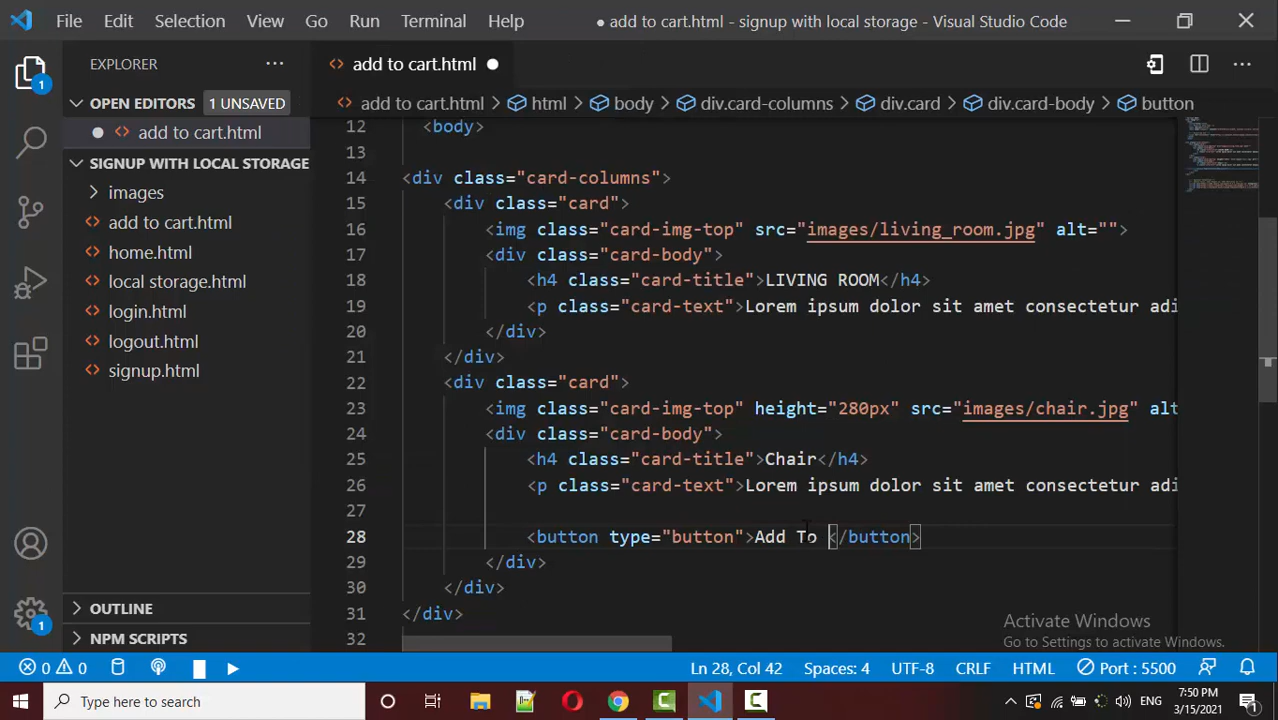 File Edit Selection View Go Run Terminal Help
● add to cart.html - signup with local storage - Visual Studio Code
EXPLORER ···
add to cart.html ●
1
OPEN EDITORS 1 UNSAVED
● add to cart.html
SIGNUP WITH LOCAL STORAGE
images
add to cart.html
home.html
local storage.html
login.html
logout.html
signup.html
OUTLINE
NPM SCRIPTS
1
add to cart.html > html > body > div.card-columns > div.card > div.card-body > button
12 <body>
13
14 <div class="card-columns">
15 <div class="card">
16 <img class="card-img-top" src="images/living_room.jpg" alt="">
17 <div class="card-body">
18 <h4 class="card-title">LIVING ROOM</h4>
19 <p class="card-text">Lorem ipsum dolor sit amet consectetur adi
20 </div>
21 </div>
22 <div class="card">
23 <img class="card-img-top" height="280px" src="images/chair.jpg" alt
24 <div class="card-body">
25 <h4 class="card-title">Chair</h4>
26 <p class="card-text">Lorem ipsum dolor sit amet consectetur adi
27
28 <button type="button">Add To </button>
29 </div>
30 </div>
31 </div>
32
Activate Windows
Go to Settings to activate Windows.
0 0 Ln 28, Col 42 Spaces: 4 UTF-8 CRLF HTML Port : 5500
Type here to search
ENG
7:50 PM
3/15/2021
1